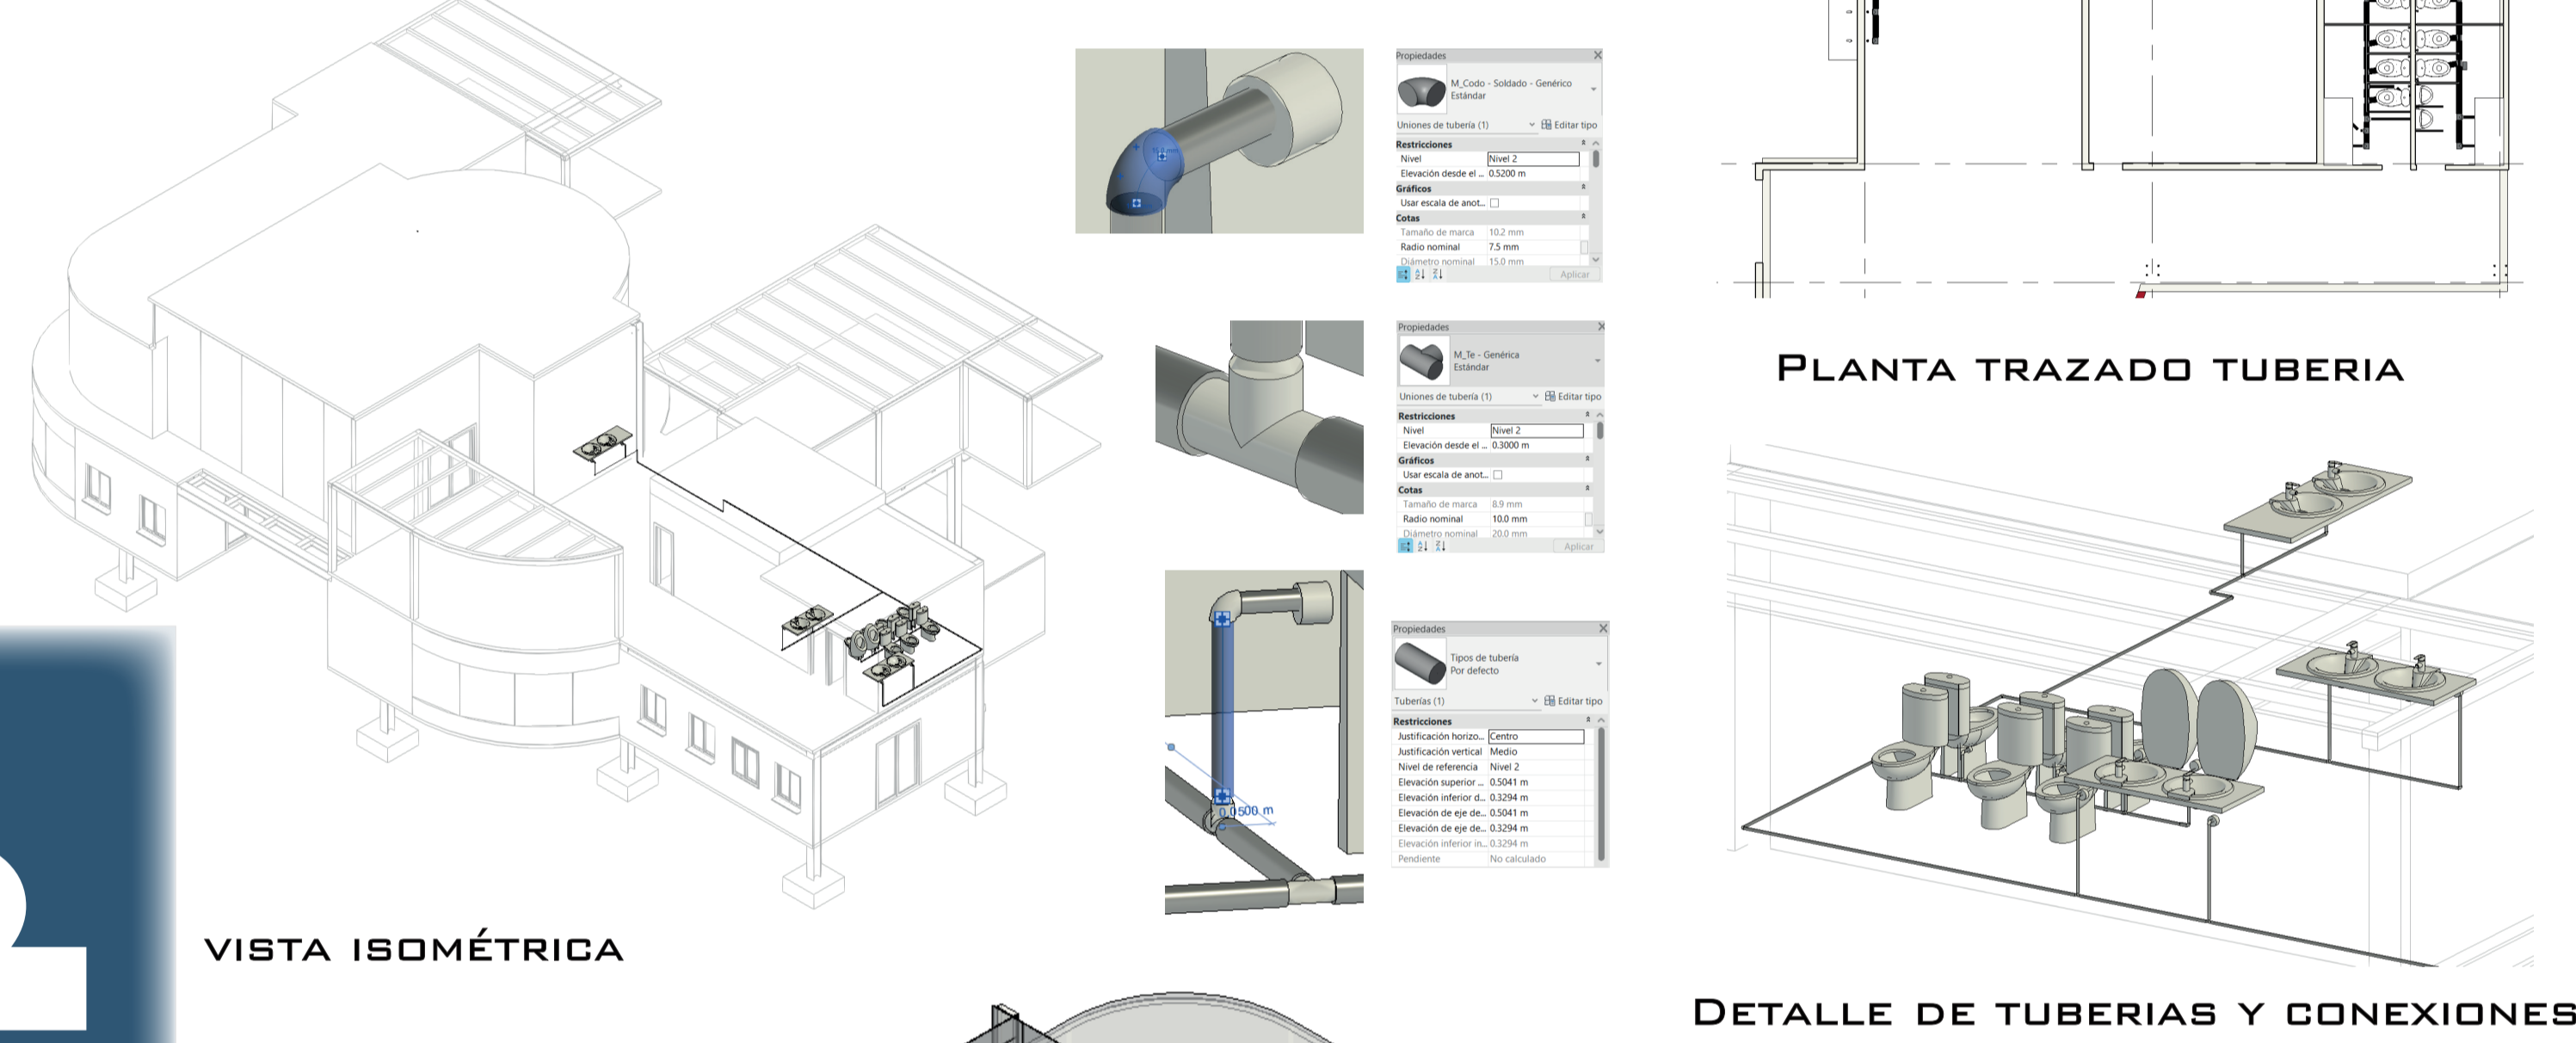 Propiedades
M_Codo - Soldado - Genérico
Estándar
Uniones de tubería (1) Editar tipo
Restricciones
Nivel Nivel 2
Elevación desde el ... 0.5200 m
Gráficos
Usar escala de anot...
Cotas
Tamaño de marca 10.2 mm
Radio nominal 7.5 mm
Diámetro nominal 15.0 mm
Aplicar
Propiedades
M_Te - Genérica
Estándar
Uniones de tubería (1) Editar tipo
Restricciones
Nivel Nivel 2
Elevación desde el ... 0.3000 m
Gráficos
Usar escala de anot...
Cotas
Tamaño de marca 8.9 mm
Radio nominal 10.0 mm
Diámetro nominal 20.0 mm
Aplicar
0.0500 m
Propiedades
Tipos de tubería
Por defecto
Tuberías (1) Editar tipo
Restricciones
Justificación horizo... Centro
Justificación vertical Medio
Nivel de referencia Nivel 2
Elevación superior ... 0.5041 m
Elevación inferior d... 0.3294 m
Elevación de eje de... 0.5041 m
Elevación de eje de... 0.3294 m
Elevación inferior in... 0.3294 m
Pendiente No calculado
PLANTA TRAZADO TUBERIA
VISTA ISOMÉTRICA
DETALLE DE TUBERIAS Y CONEXIONES